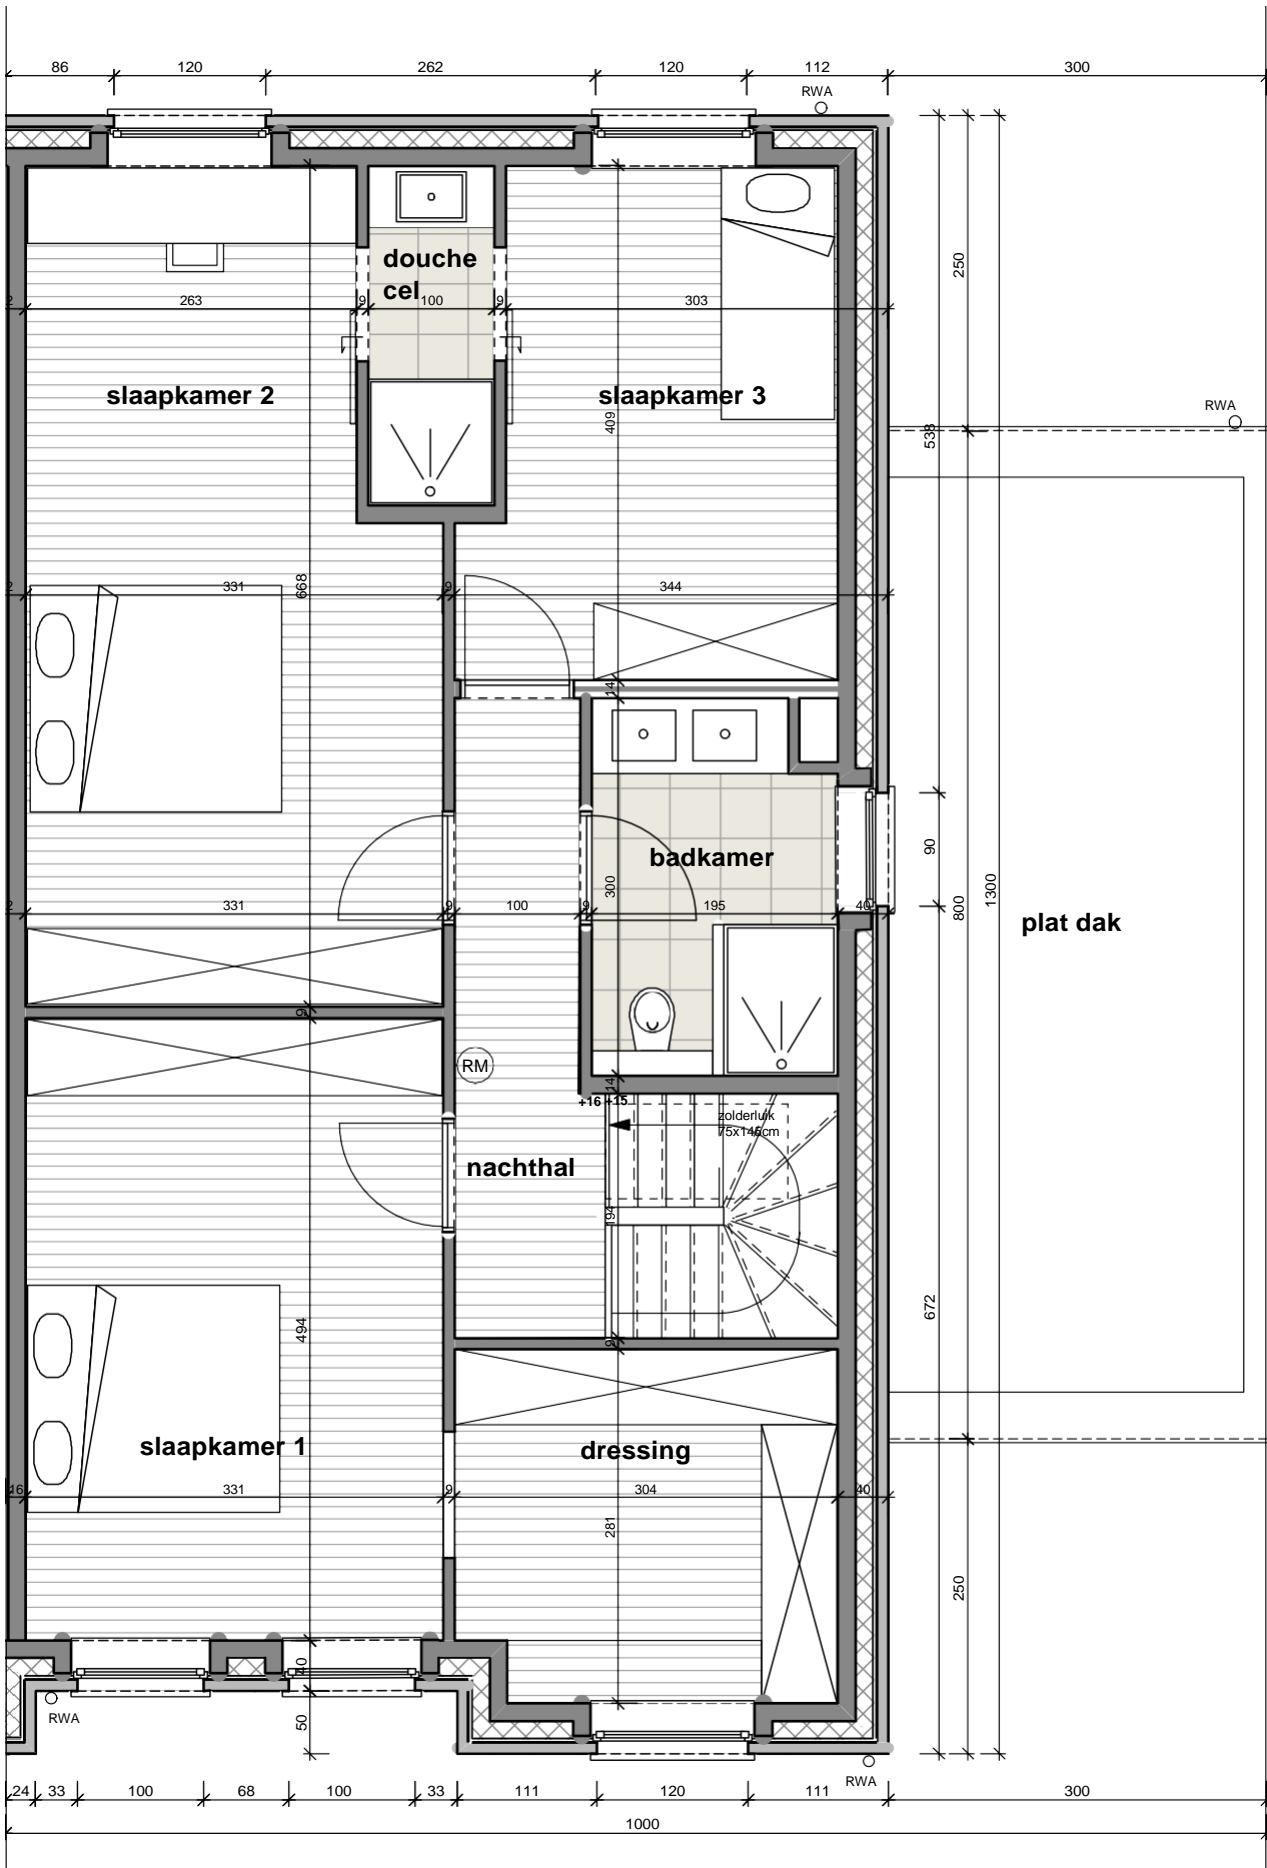 86 120 262 120 112 300
RWA
douche
cel
250
263 9 100 9 303
slaapkamer 2
slaapkamer 3
RWA
409
538
668
331 9 344
14
badkamer
90
300
800
1300
331 9 100 9 195 40
plat dak
9
RM
14
+16 +15
zolderluik
75x145cm
nachthal
194
672
494
9
slaapkamer 1
dressing
16 331 9 304 40
281
250
40
50
RWA
RWA
24 33 100 68 100 33 111 120 111 300
1000